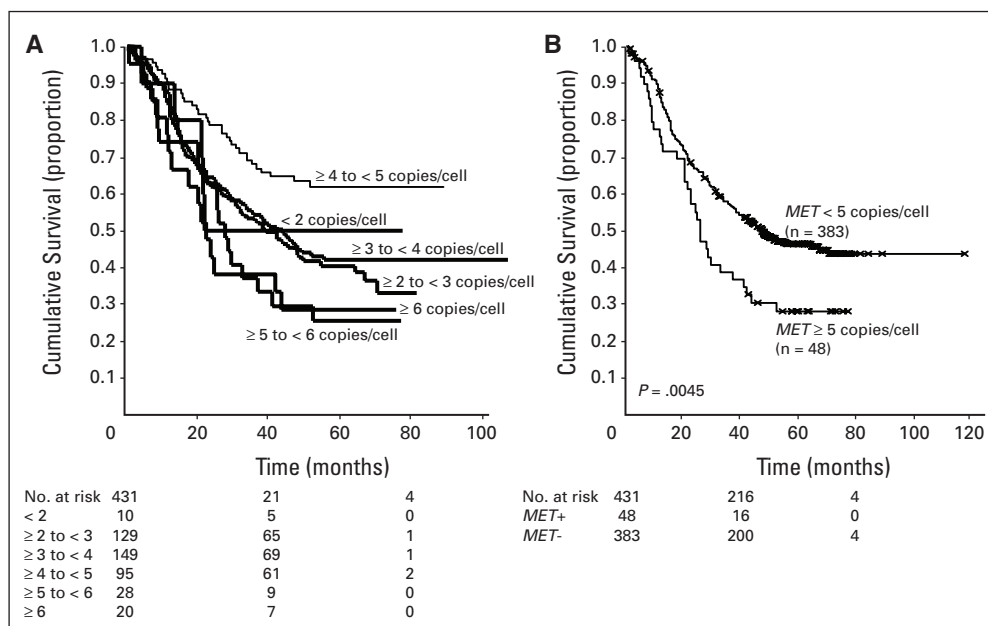 A
Cumulative Survival (proportion)
1.0
0.9
0.8
0.7
0.6
0.5
0.4
0.3
0.2
0.1
0 20 40 60 80 100
Time (months)
≥ 4 to < 5 copies/cell
< 2 copies/cell
≥ 3 to < 4 copies/cell
≥ 2 to < 3 copies/cell
≥ 6 copies/cell
≥ 5 to < 6 copies/cell
No. at risk 431 21 4
< 2 10 5 0
≥ 2 to < 3 129 65 1
≥ 3 to < 4 149 69 1
≥ 4 to < 5 95 61 2
≥ 5 to < 6 28 9 0
≥ 6 20 7 0
B
Cumulative Survival (proportion)
1.0
0.9
0.8
0.7
0.6
0.5
0.4
0.3
0.2
0.1
0 20 40 60 80 100 120
Time (months)
MET < 5 copies/cell
(n = 383)
MET ≥ 5 copies/cell
(n = 48)
P = .0045
No. at risk 431 216 4
MET+ 48 16 0
MET- 383 200 4